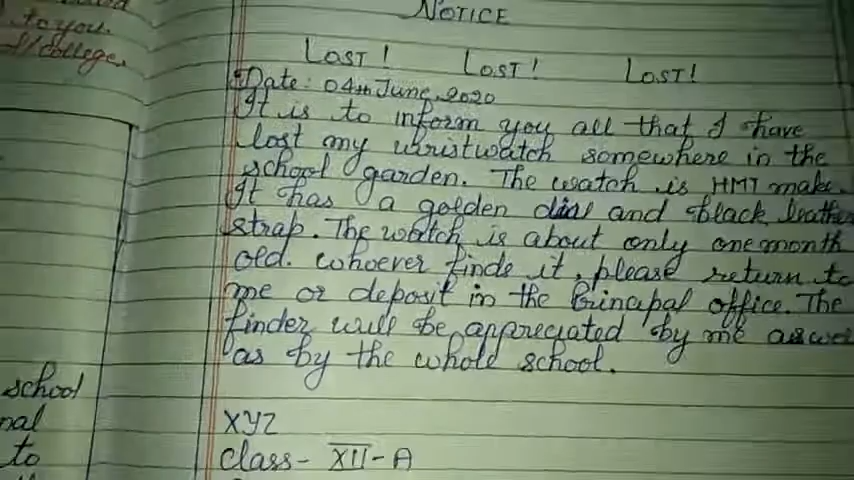 to you.
/College.
NOTICE
LOST! LOST! LOST!
Date: 04th June, 2020
It is to inform you all that I have
lost my wristwatch somewhere in the
school garden. The watch is HMT make.
It has a golden dial and black leather
strap. The watch is about only one month
old. Whoever finds it, please return to
me or deposit in the Principal office. The
finder will be appreciated by me as well
as by the whole school.
school
nal
to
XYZ
Class- XII-A